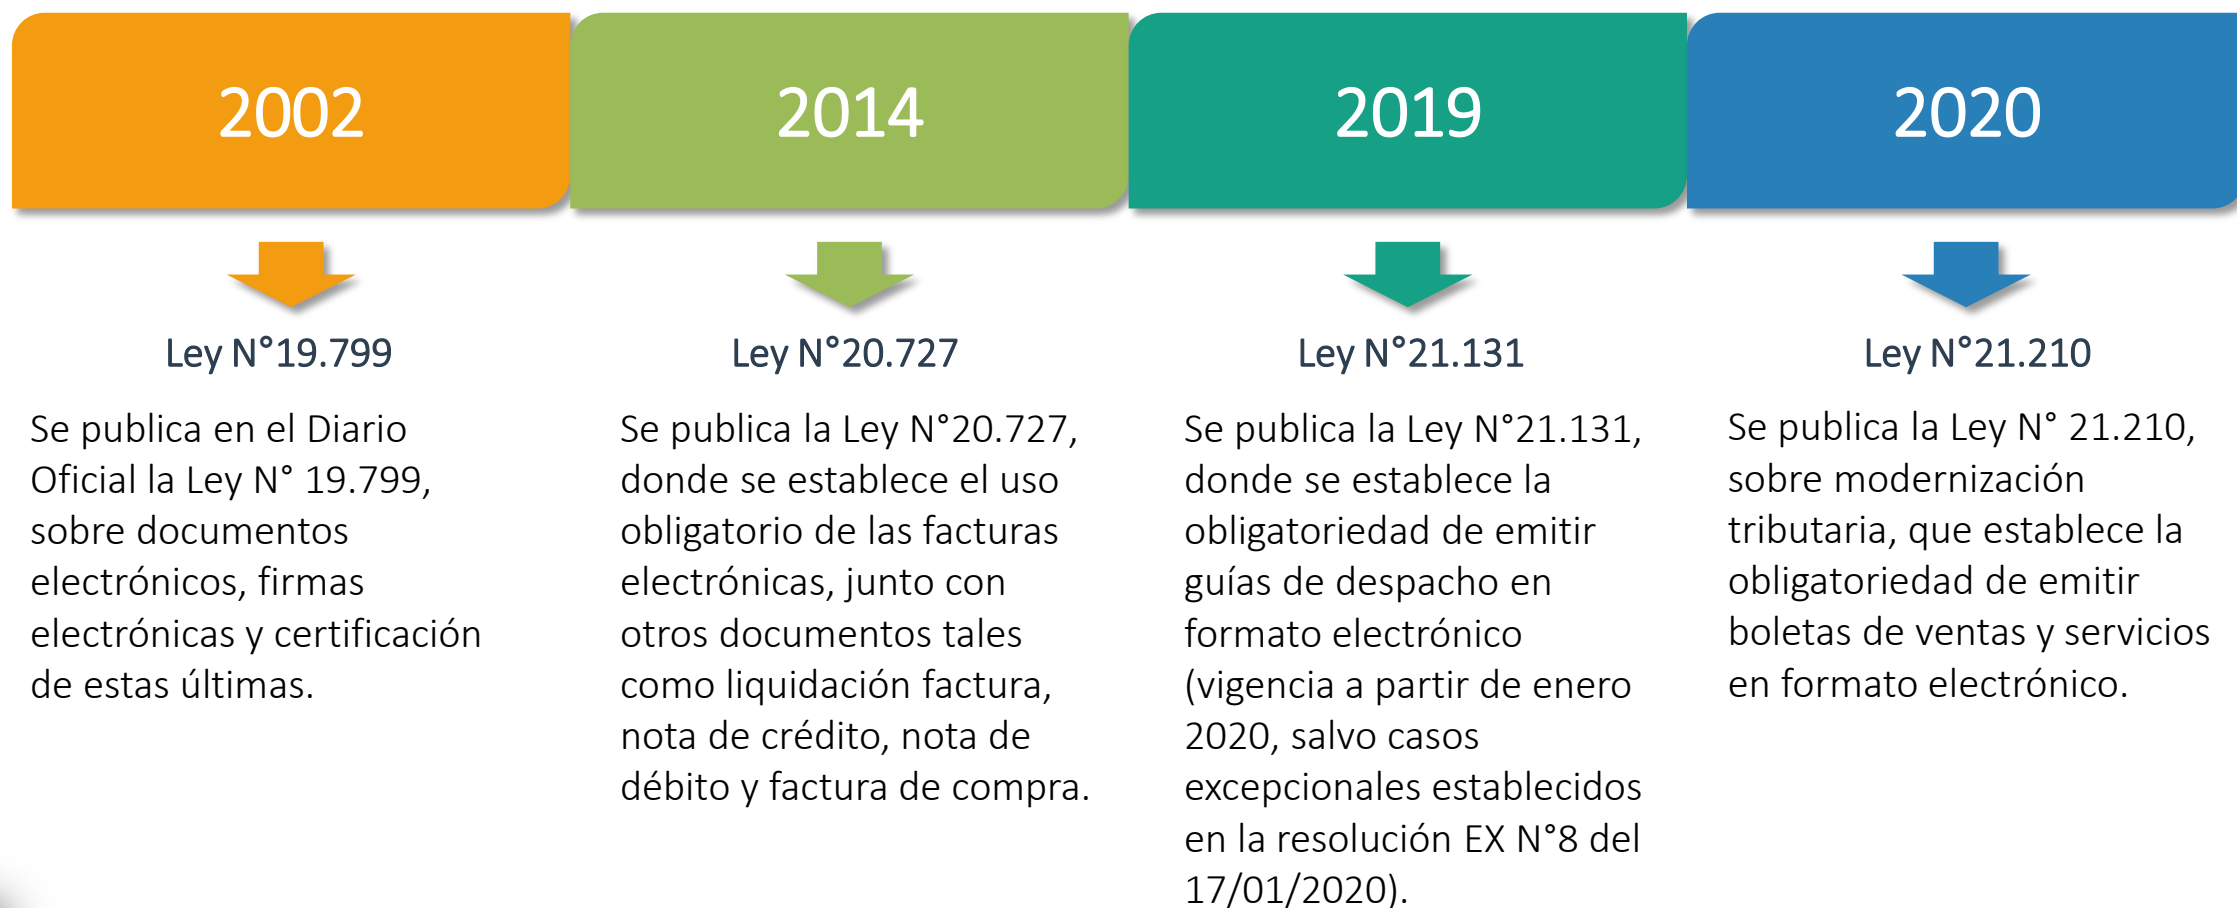 2002
2014
2019
2020
Ley N°19.799
Se publica en el Diario
Oficial la Ley N° 19.799,
sobre documentos
electrónicos, firmas
electrónicas y certificación
de estas últimas.
Ley N°20.727
Se publica la Ley N°20.727,
donde se establece el uso
obligatorio de las facturas
electrónicas, junto con
otros documentos tales
como liquidación factura,
nota de crédito, nota de
débito y factura de compra.
Ley N°21.131
Se publica la Ley N°21.131,
donde se establece la
obligatoriedad de emitir
guías de despacho en
formato electrónico
(vigencia a partir de enero
2020, salvo casos
excepcionales establecidos
en la resolución EX N°8 del
17/01/2020).
Ley N°21.210
Se publica la Ley N° 21.210,
sobre modernización
tributaria, que establece la
obligatoriedad de emitir
boletas de ventas y servicios
en formato electrónico.